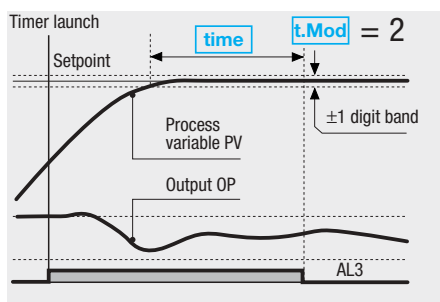 Timer launch
time
t.Mod = 2
Setpoint
±1 digit band
Process
variable PV
Output OP
AL3